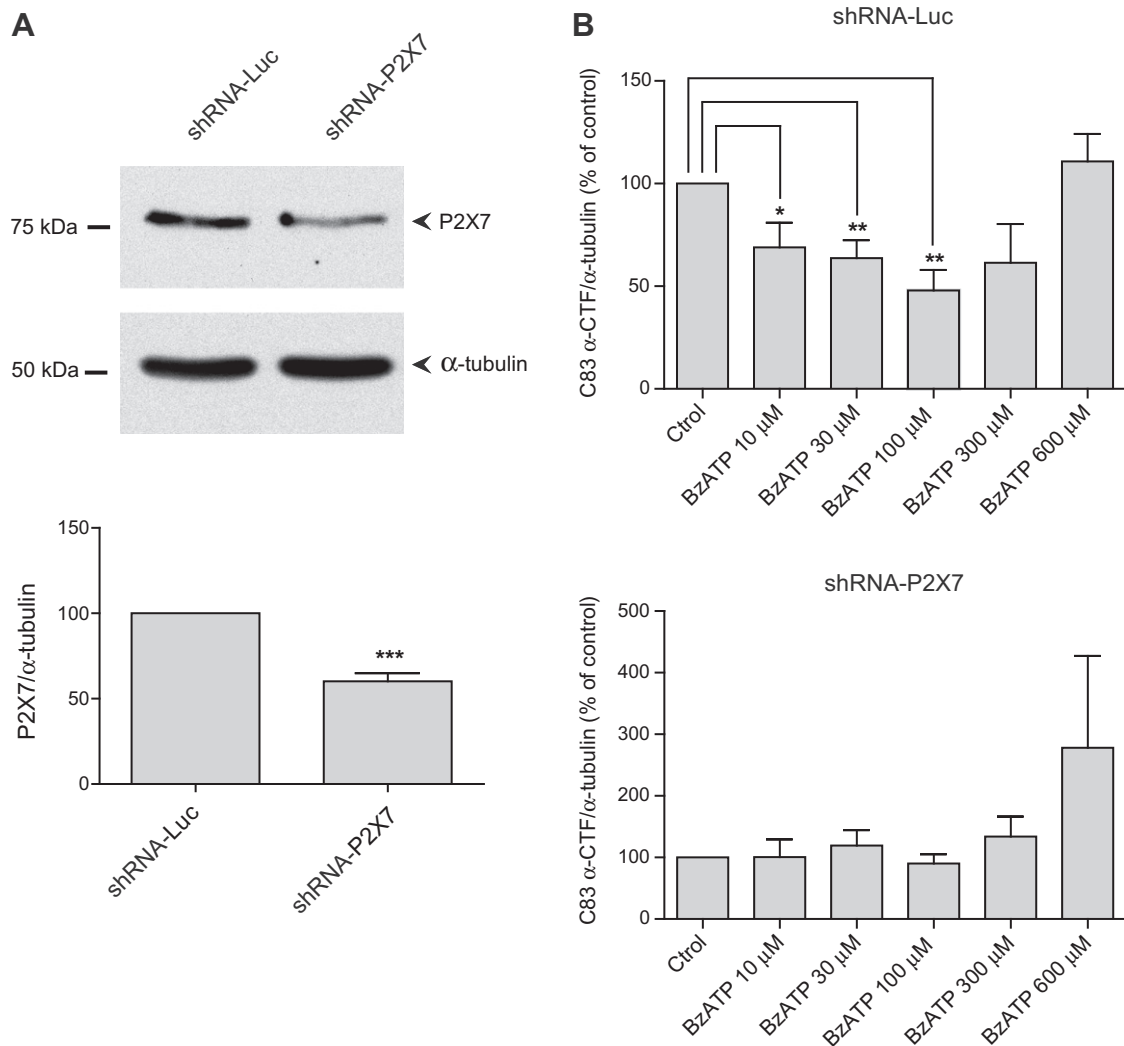 A
shRNA-Luc
shRNA-P2X7
75 kDa
P2X7
50 kDa
α-tubulin
P2X7/α-tubulin
150
100
50
0
***
shRNA-Luc
shRNA-P2X7
B
shRNA-Luc
C83 α-CTF/α-tubulin (% of control)
150
100
50
0
*
**
**
Ctrol
BzATP 10 μM
BzATP 30 μM
BzATP 100 μM
BzATP 300 μM
BzATP 600 μM
shRNA-P2X7
C83 α-CTF/α-tubulin (% of control)
500
400
300
200
100
0
Ctrol
BzATP 10 μM
BzATP 30 μM
BzATP 100 μM
BzATP 300 μM
BzATP 600 μM